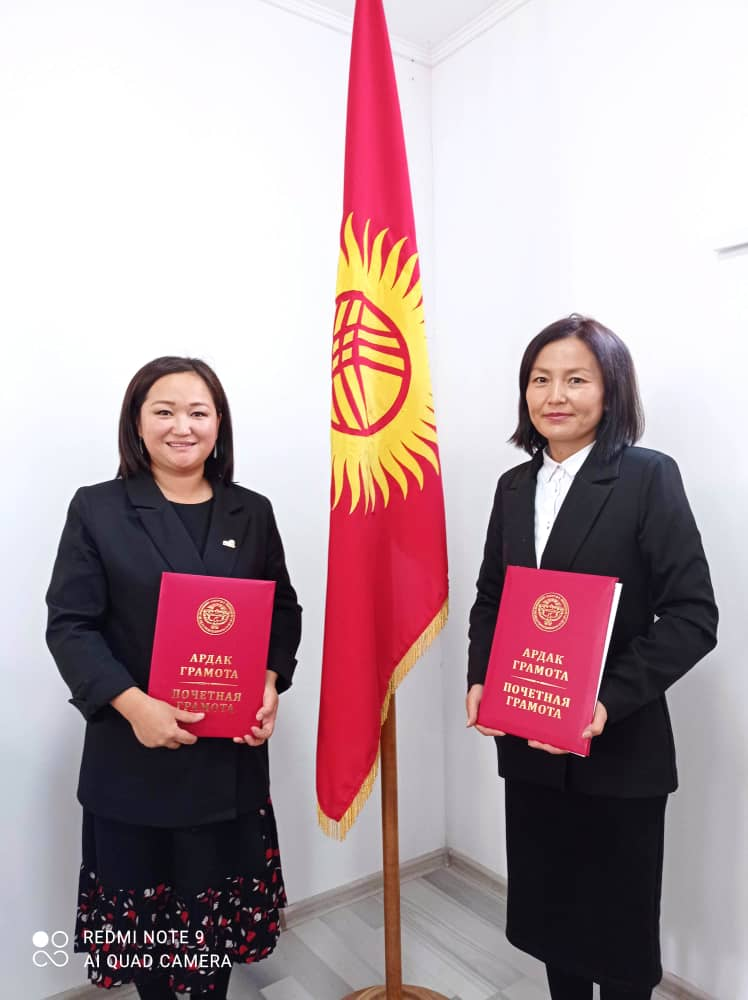 АРДАК
ГРАМОТА
ПОЧЕТНАЯ
ГРАМОТА
АРДАК
ГРАМОТА
ПОЧЕТНАЯ
ГРАМОТА
REDMI NOTE 9
AI QUAD CAMERA